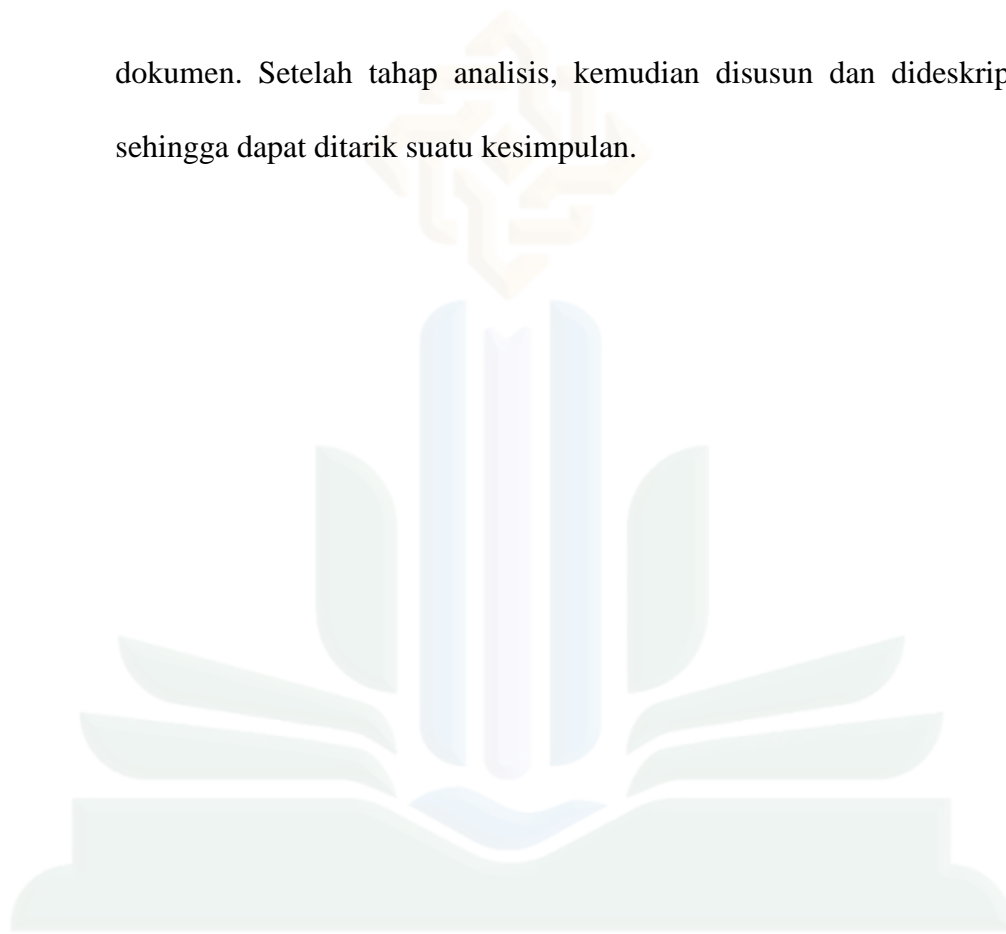 dokumen. Setelah tahap analisis, kemudian disusun dan dideskrip
sehingga dapat ditarik suatu kesimpulan.